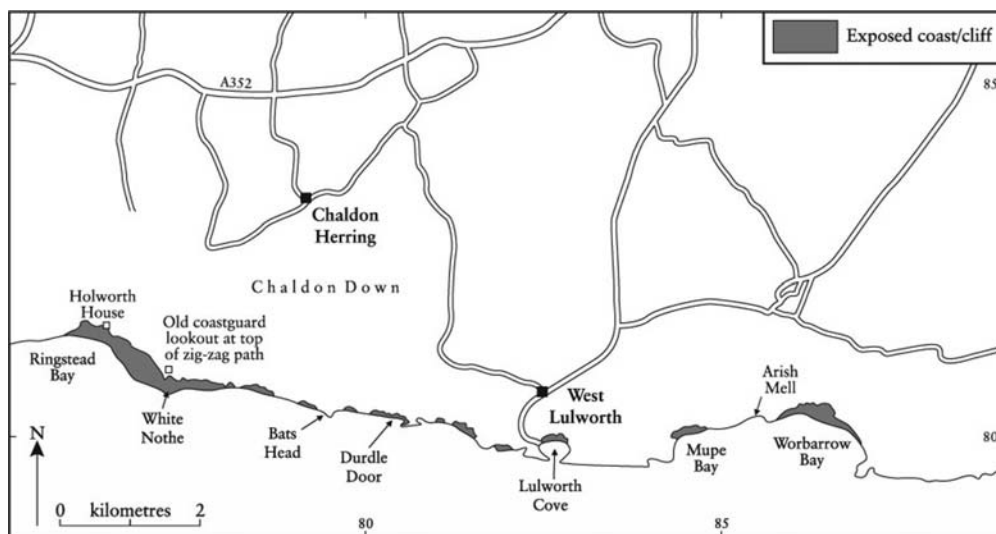 Exposed coast/cliff
A352
85
Chaldon
Herring
Chaldon Down
Holworth
House
Old coastguard
lookout at top
of zig-zag path
Ringstead
Bay
White
Nothe
Bats
Head
Durdle
Door
West
Lulworth
Lulworth
Cove
Arish
Mell
Mupe
Bay
Worbarrow
Bay
80
N
0 kilometres 2
80
85